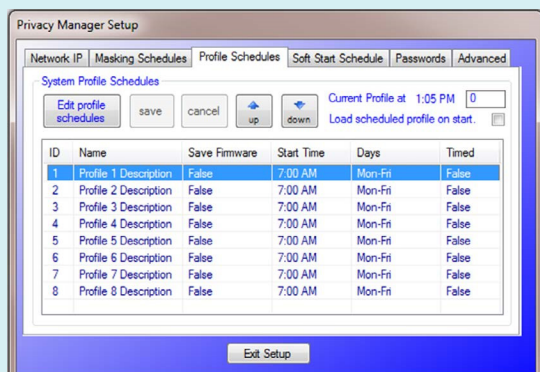 Privacy Manager Setup
Network IP Masking Schedules Profile Schedules Soft Start Schedule Passwords Advanced
System Profile Schedules
Edit profile schedules save cancel up down
Current Profile at 1:05 PM 0
Load scheduled profile on start.
ID Name Save Firmware Start Time Days Timed
1 Profile 1 Description False 7:00 AM Mon-Fri False
2 Profile 2 Description False 7:00 AM Mon-Fri False
3 Profile 3 Description False 7:00 AM Mon-Fri False
4 Profile 4 Description False 7:00 AM Mon-Fri False
5 Profile 5 Description False 7:00 AM Mon-Fri False
6 Profile 6 Description False 7:00 AM Mon-Fri False
7 Profile 7 Description False 7:00 AM Mon-Fri False
8 Profile 8 Description False 7:00 AM Mon-Fri False
Exit Setup